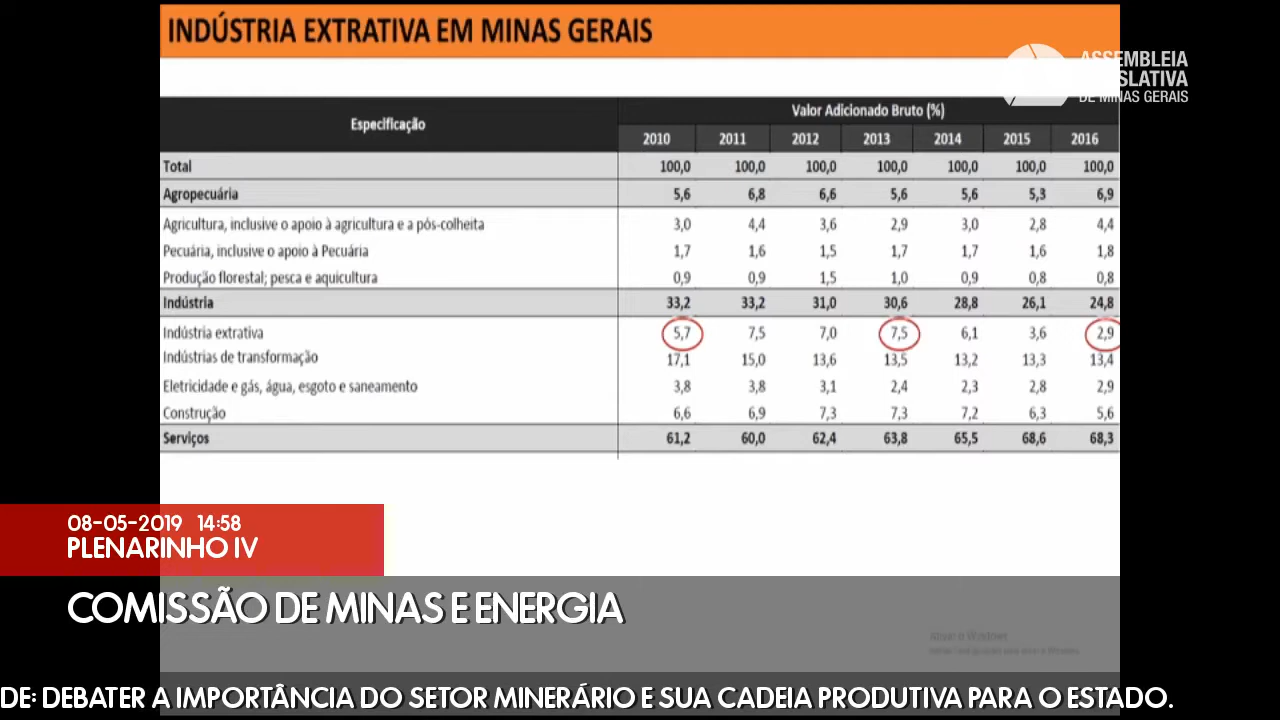 INDÚSTRIA EXTRATIVA EM MINAS GERAIS
ASSEMBLEIA
LEGISLATIVA
DE MINAS GERAIS
Especificação
Valor Adicionado Bruto (%)
2010 2011 2012 2013 2014 2015 2016
Total 100,0 100,0 100,0 100,0 100,0 100,0 100,0
Agropecuária 5,6 6,8 6,6 5,6 5,6 5,3 6,9
Agricultura, inclusive o apoio à agricultura e a pós-colheita 3,0 4,4 3,6 2,9 3,0 2,8 4,4
Pecuária, inclusive o apoio à Pecuária 1,7 1,6 1,5 1,7 1,7 1,6 1,8
Produção florestal; pesca e aquicultura 0,9 0,9 1,5 1,0 0,9 0,8 0,8
Indústria 33,2 33,2 31,0 30,6 28,8 26,1 24,8
Indústria extrativa 5,7 7,5 7,0 7,5 6,1 3,6 2,9
Indústrias de transformação 17,1 15,0 13,6 13,5 13,2 13,3 13,4
Eletricidade e gás, água, esgoto e saneamento 3,8 3,8 3,1 2,4 2,3 2,8 2,9
Construção 6,6 6,9 7,3 7,3 7,2 6,3 5,6
Serviços 61,2 60,0 62,4 63,8 65,5 68,6 68,3
08-05-2019 14:58
PLENARINHO IV
COMISSÃO DE MINAS E ENERGIA
Ativar o Windows
DE: DEBATER A IMPORTÂNCIA DO SETOR MINERÁRIO E SUA CADEIA PRODUTIVA PARA O ESTADO.